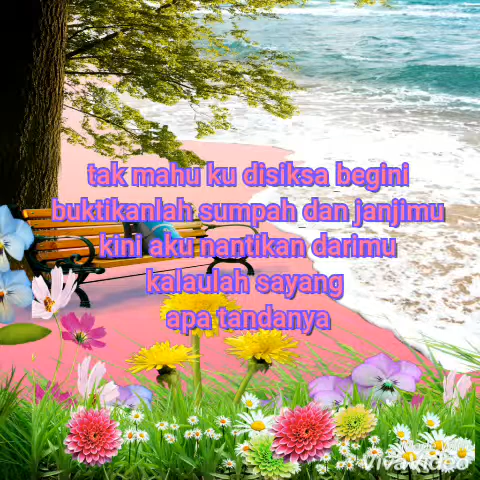 tak mahu ku disiksa begini
buktikanlah sumpah dan janjimu
kini aku nantikan darimu
kalaulah sayang
apa tandanya
VivaVideo